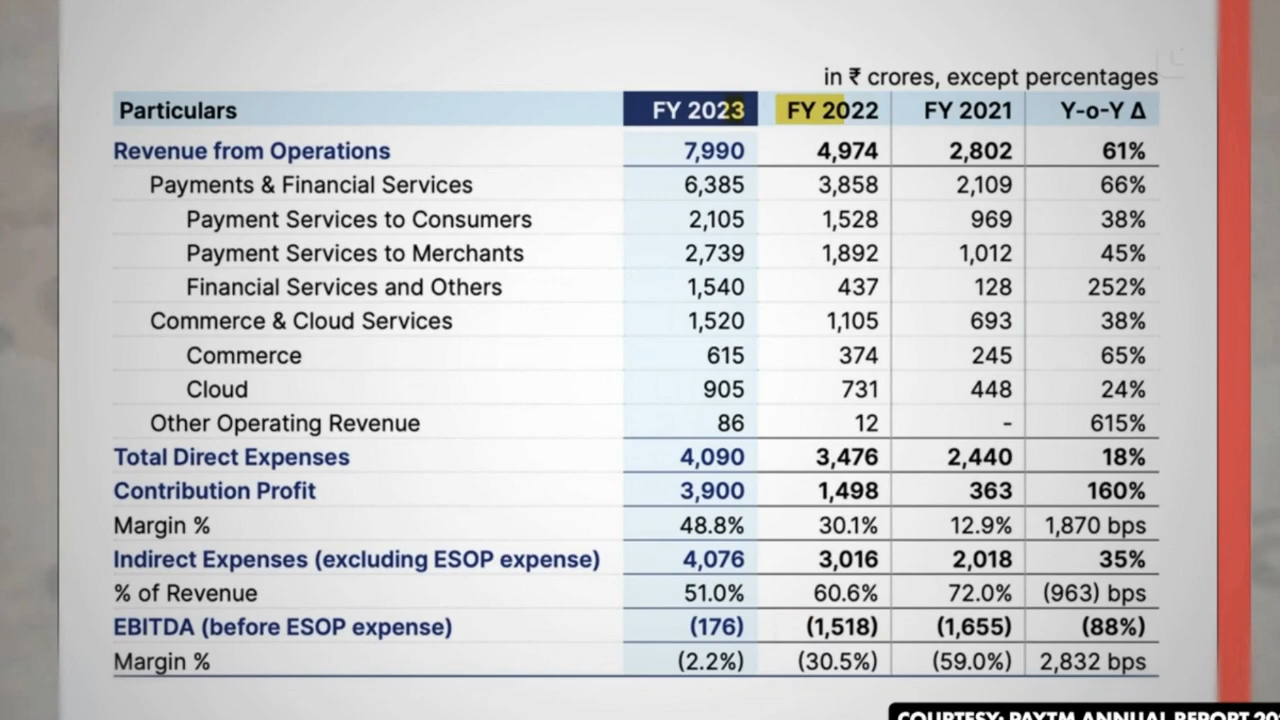 in ₹ crores, except percentages
Particulars FY 2023 FY 2022 FY 2021 Y-o-Y Δ
Revenue from Operations 7,990 4,974 2,802 61%
Payments & Financial Services 6,385 3,858 2,109 66%
Payment Services to Consumers 2,105 1,528 969 38%
Payment Services to Merchants 2,739 1,892 1,012 45%
Financial Services and Others 1,540 437 128 252%
Commerce & Cloud Services 1,520 1,105 693 38%
Commerce 615 374 245 65%
Cloud 905 731 448 24%
Other Operating Revenue 86 12 - 615%
Total Direct Expenses 4,090 3,476 2,440 18%
Contribution Profit 3,900 1,498 363 160%
Margin % 48.8% 30.1% 12.9% 1,870 bps
Indirect Expenses (excluding ESOP expense) 4,076 3,016 2,018 35%
% of Revenue 51.0% 60.6% 72.0% (963) bps
EBITDA (before ESOP expense) (176) (1,518) (1,655) (88%)
Margin % (2.2%) (30.5%) (59.0%) 2,832 bps
COURTESY: PAYTM ANNUAL REPORT